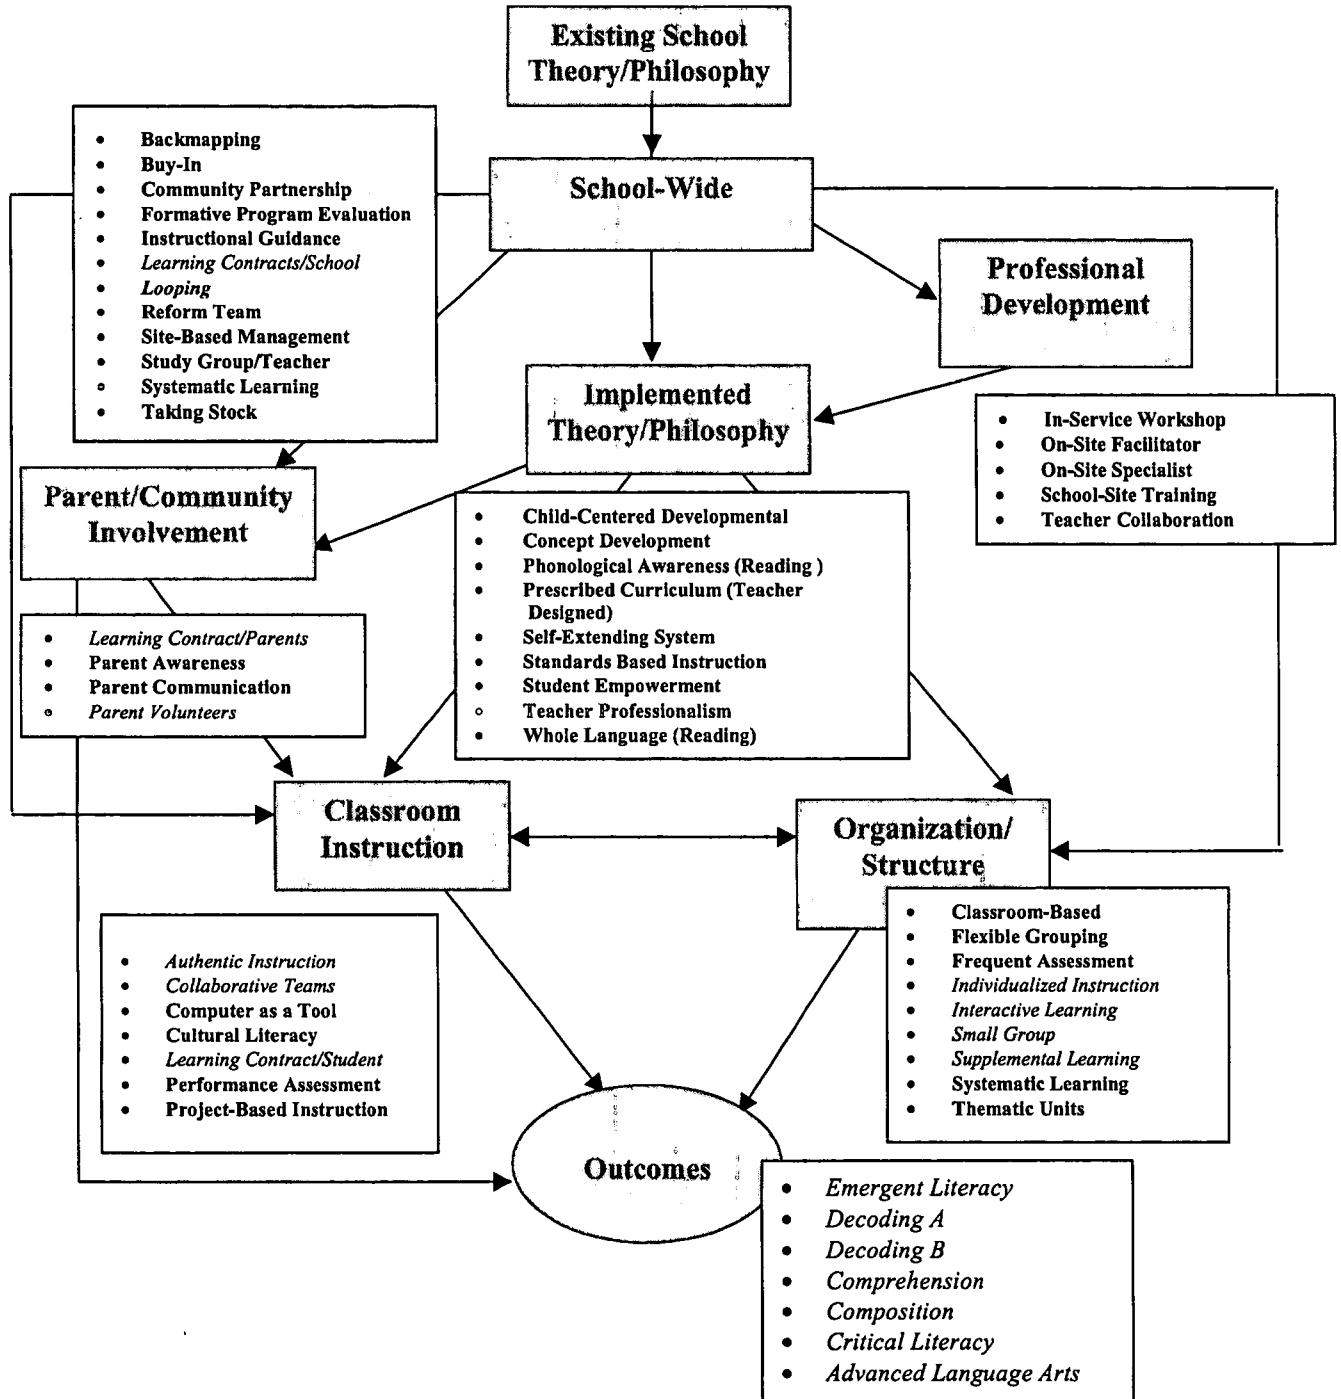 Existing School
Theory/Philosophy
• Backmapping
• Buy-In
• Community Partnership
• Formative Program Evaluation
• Instructional Guidance
• Learning Contracts/School
• Looping
• Reform Team
• Site-Based Management
• Study Group/Teacher
• Systematic Learning
• Taking Stock
School-Wide
Professional
Development
Implemented
Theory/Philosophy
• In-Service Workshop
• On-Site Facilitator
• On-Site Specialist
• School-Site Training
• Teacher Collaboration
Parent/Community
Involvement
• Child-Centered Developmental
• Concept Development
• Phonological Awareness (Reading )
• Prescribed Curriculum (Teacher
Designed)
• Self-Extending System
• Standards Based Instruction
• Student Empowerment
• Teacher Professionalism
• Whole Language (Reading)
• Learning Contract/Parents
• Parent Awareness
• Parent Communication
• Parent Volunteers
Classroom
Instruction
Organization/
Structure
• Classroom-Based
• Flexible Grouping
• Frequent Assessment
• Individualized Instruction
• Interactive Learning
• Small Group
• Supplemental Learning
• Systematic Learning
• Thematic Units
• Authentic Instruction
• Collaborative Teams
• Computer as a Tool
• Cultural Literacy
• Learning Contract/Student
• Performance Assessment
• Project-Based Instruction
Outcomes
• Emergent Literacy
• Decoding A
• Decoding B
• Comprehension
• Composition
• Critical Literacy
• Advanced Language Arts